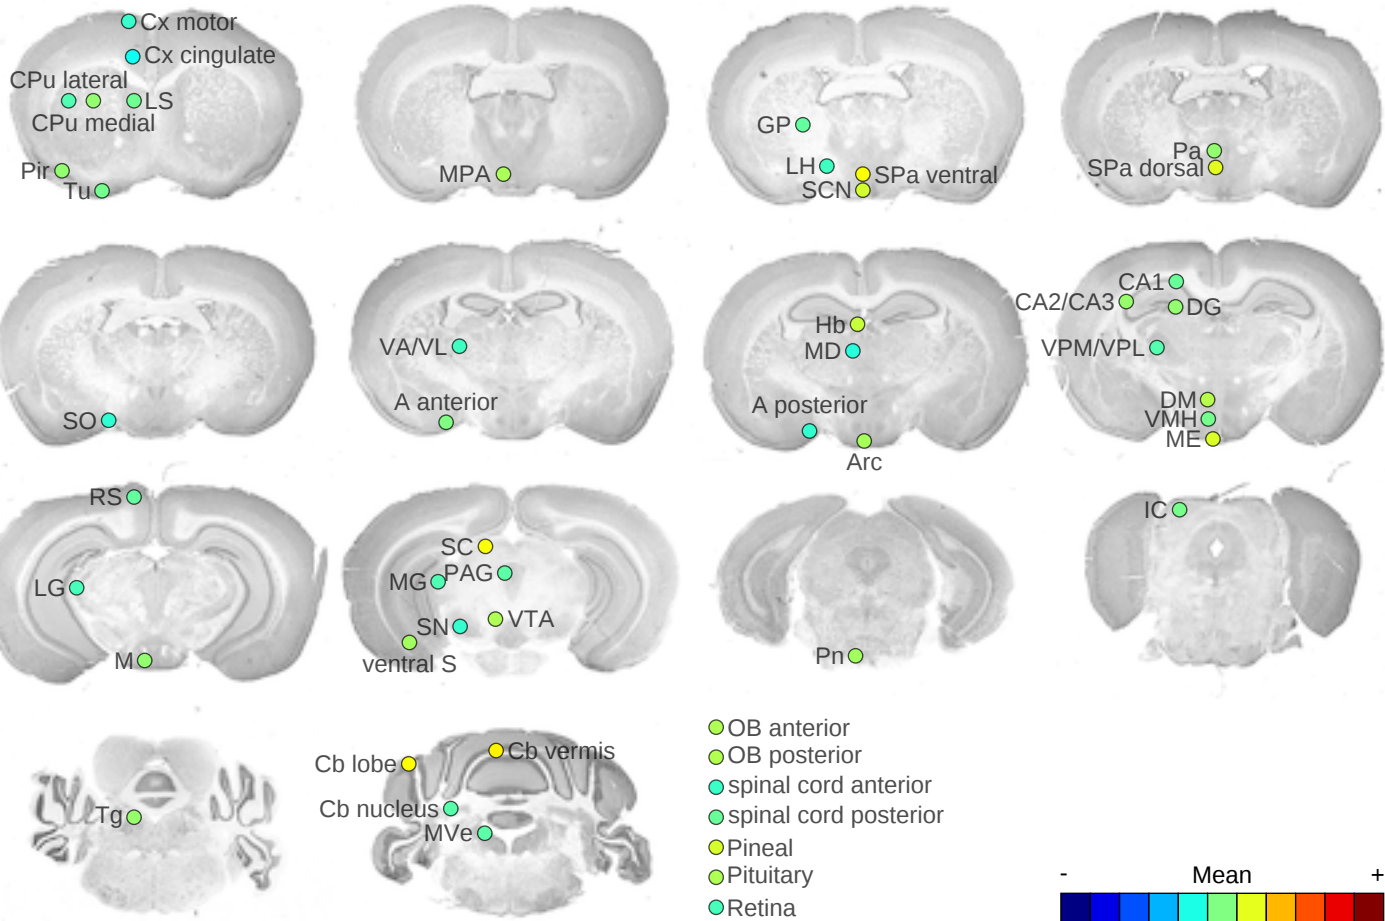 Cx motor
Cx cingulate
CPu lateral
LS
CPu medial
Pir
Tu
MPA
GP
LH
SPa ventral
SCN
Pa
SPa dorsal
SO
VA/VL
A anterior
Hb
MD
A posterior
Arc
CA1
CA2/CA3
DG
VPM/VPL
DM
VMH
ME
RS
LG
M
SC
PAG
MG
SN
VTA
ventral S
Pn
IC
Tg
Cb lobe
Cb vermis
Cb nucleus
MVe
OB anterior
OB posterior
spinal cord anterior
spinal cord posterior
Pineal
Pituitary
Retina
- Mean +